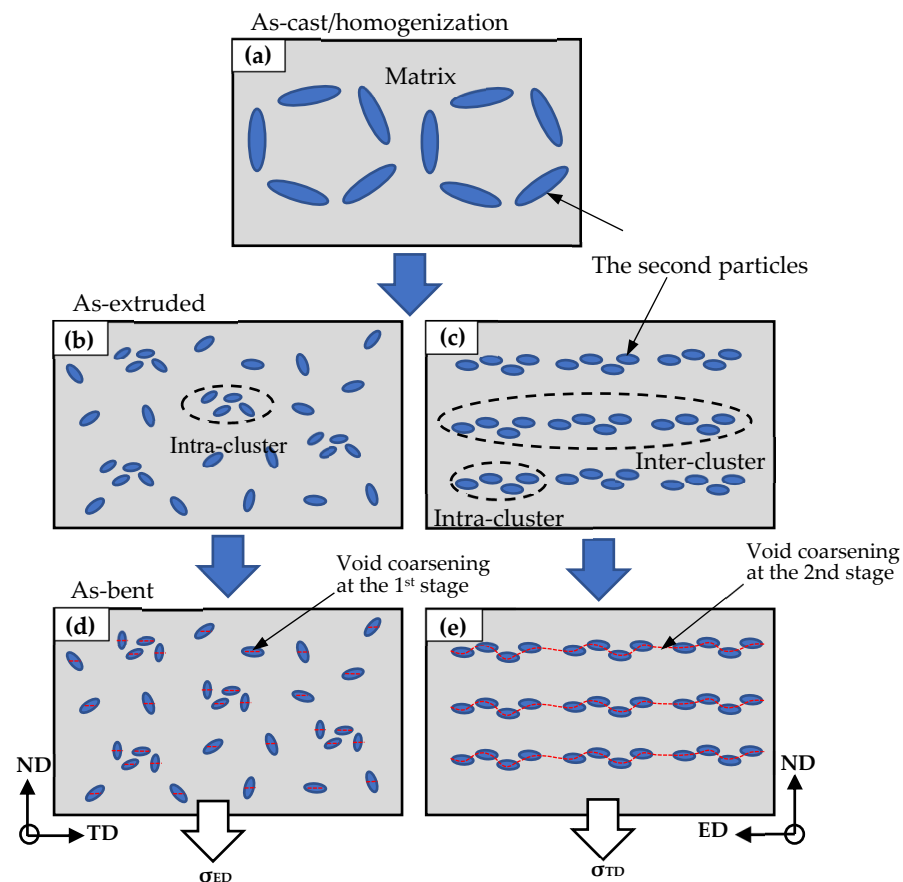 As-cast/homogenization
(a)
Matrix
The second particles
As-extruded
(b)
Intra-cluster
(c)
Inter-cluster
Intra-cluster
As-bent
Void coarsening
at the 1st stage
Void coarsening
at the 2nd stage
(d)
(e)
ND
TD
σED
ND
ED
σTD